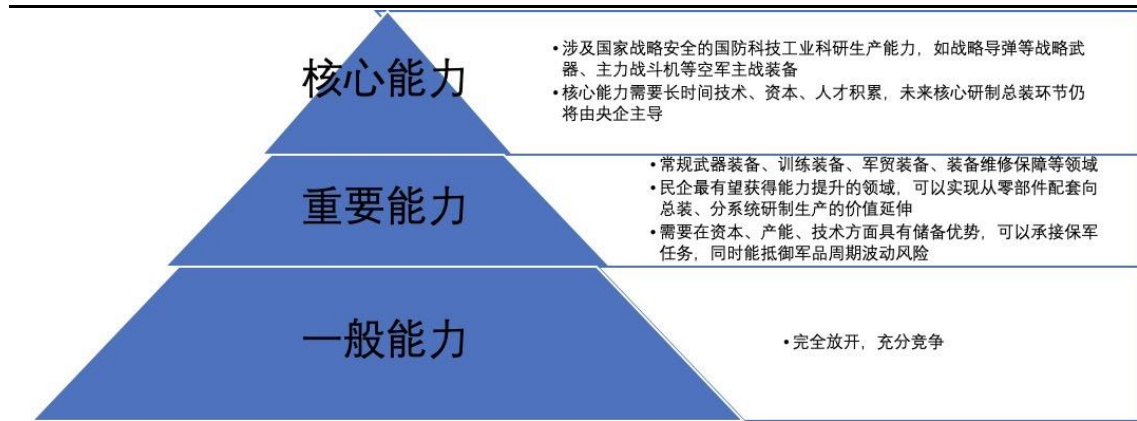 核心能力
•涉及国家战略安全的国防科技工业科研生产能力，如战略导弹等战略武
器、主力战斗机等空军主战装备
•核心能力需要长时间技术、资本、人才积累，未来核心研制总装环节仍
将由央企主导
重要能力
•常规武器装备、训练装备、军贸装备、装备维修保障等领域
•民企最有望获得能力提升的领域，可以实现从零部件配套向
总装、分系统研制生产的价值延伸
•需要在资本、产能、技术方面具有储备优势，可以承接保军
任务，同时能抵御军品周期波动风险
一般能力
•完全放开，充分竞争